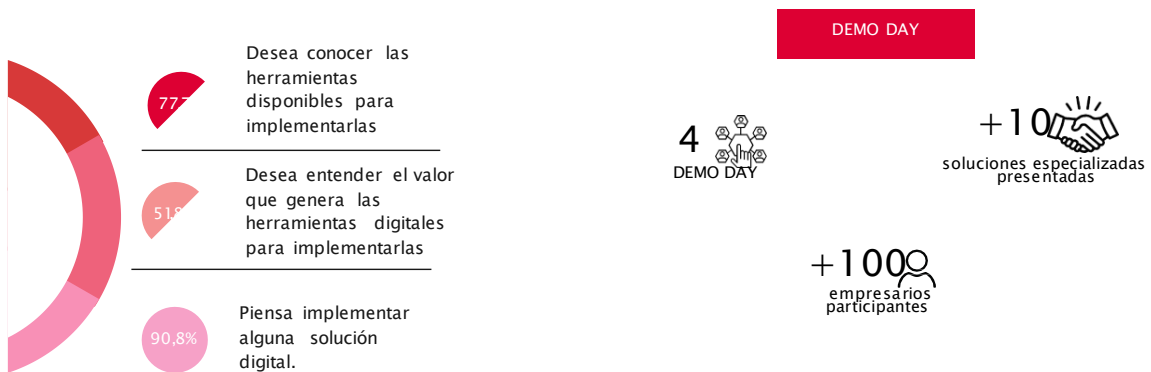 Desea conocer las
herramientas
disponibles para
implementarlas
Desea entender el valor
que genera las
herramientas digitales
para implementarlas
90,8%
Piensa implementar
alguna solución
digital.
DEMO DAY
4
DEMO DAY
+10
soluciones especializadas
presentadas
+100
empresarios
participantes